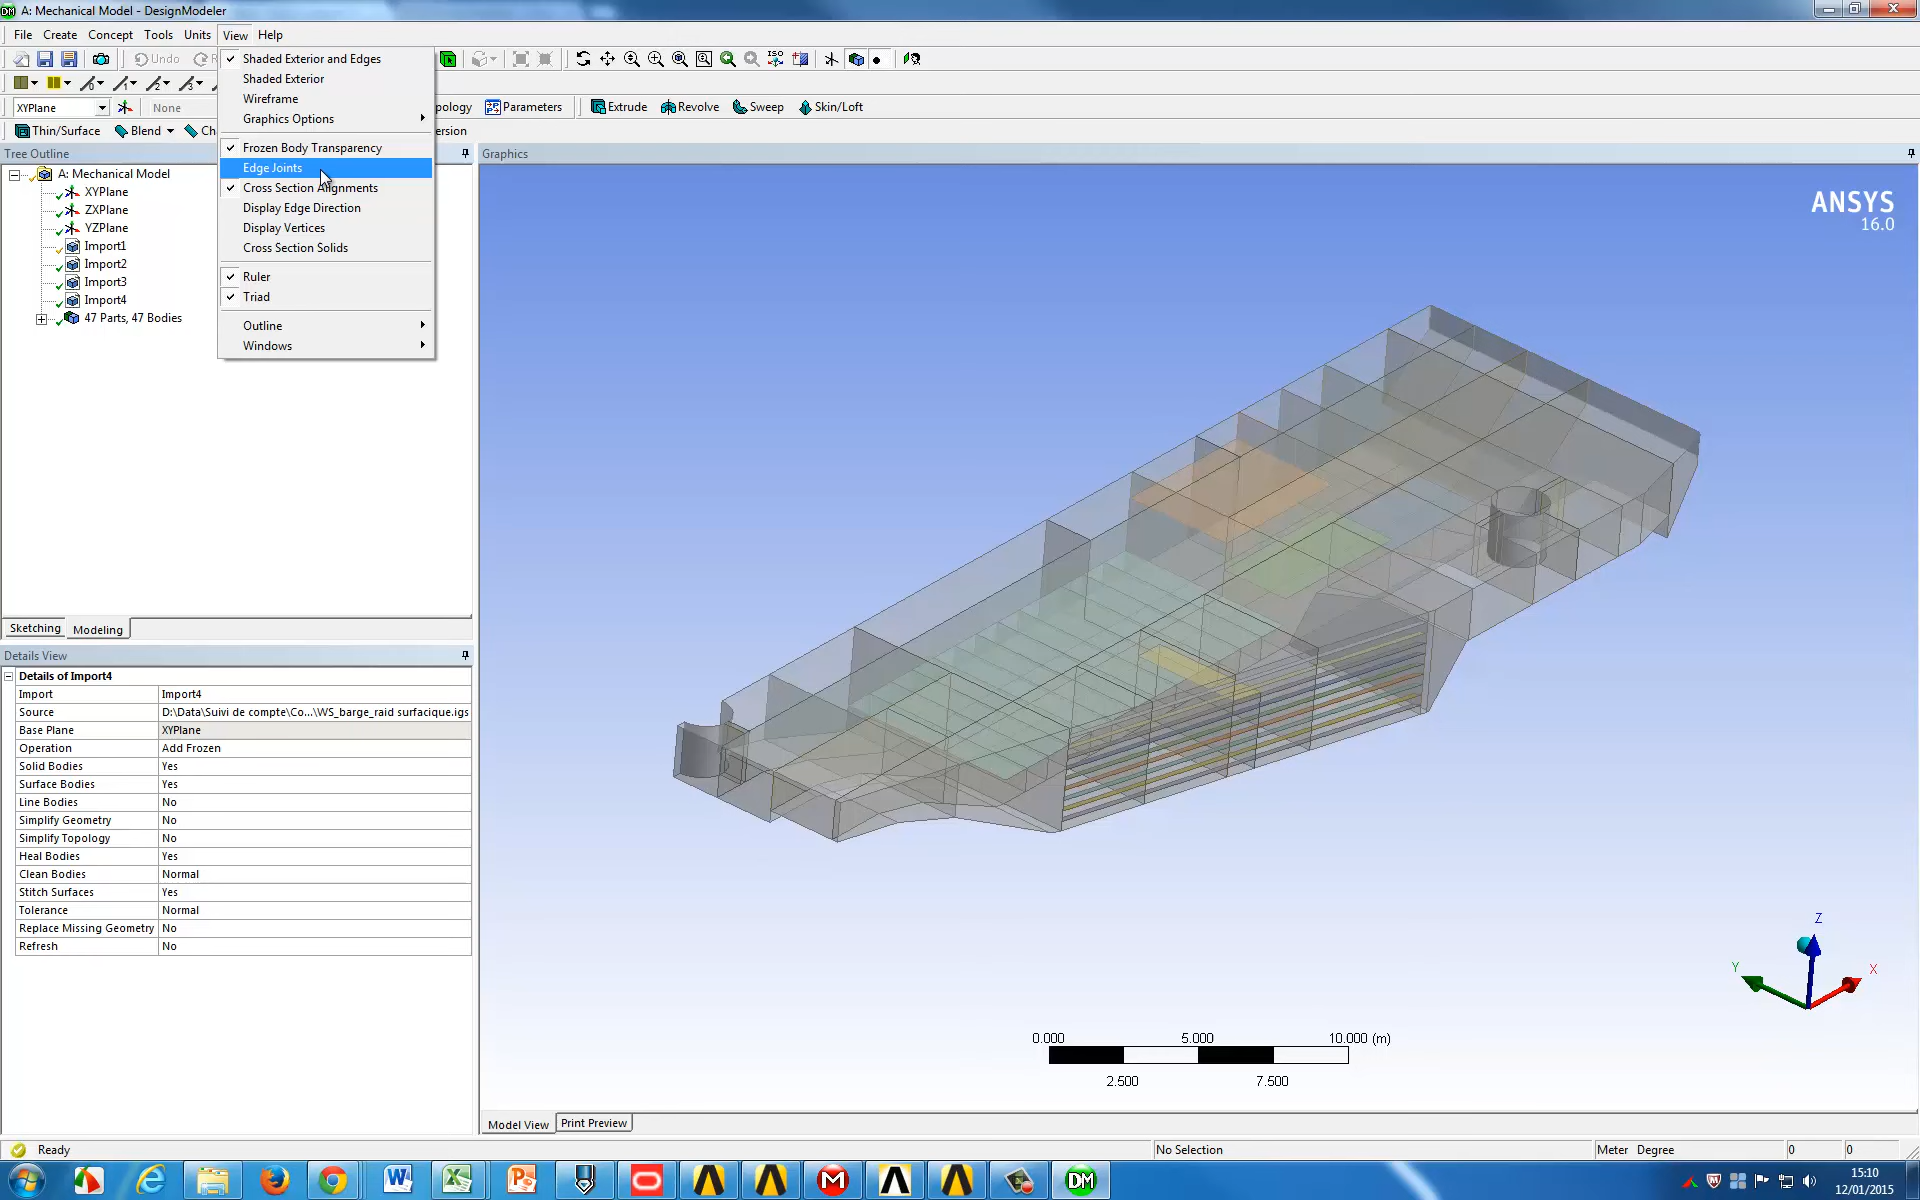 A: Mechanical Model - DesignModeler
File Create Concept Tools Units View Help
Undo
XYPlane None
pology Parameters Extrude Revolve Sweep Skin/Loft
Thin/Surface Blend Ch
ersion
Shaded Exterior and Edges
Shaded Exterior
Wireframe
Graphics Options
Frozen Body Transparency
Edge Joints
Cross Section Alignments
Display Edge Direction
Display Vertices
Cross Section Solids
Ruler
Triad
Outline
Windows
Tree Outline
A: Mechanical Model
XYPlane
ZXPlane
YZPlane
Import1
Import2
Import3
Import4
47 Parts, 47 Bodies
Sketching Modeling
Details View
Details of Import4
Import Import4
Source D:\Data\Suivi de compte\Co...\WS_barge_raid surfacique.igs
Base Plane XYPlane
Operation Add Frozen
Solid Bodies Yes
Surface Bodies Yes
Line Bodies No
Simplify Geometry No
Simplify Topology No
Heal Bodies Yes
Clean Bodies Normal
Stitch Surfaces Yes
Tolerance Normal
Replace Missing Geometry No
Refresh No
Graphics
ANSYS
16.0
Z
Y
X
0.000 5.000 10.000 (m)
2.500 7.500
Model View Print Preview
Ready No Selection Meter Degree 0 0
15:10
12/01/2015